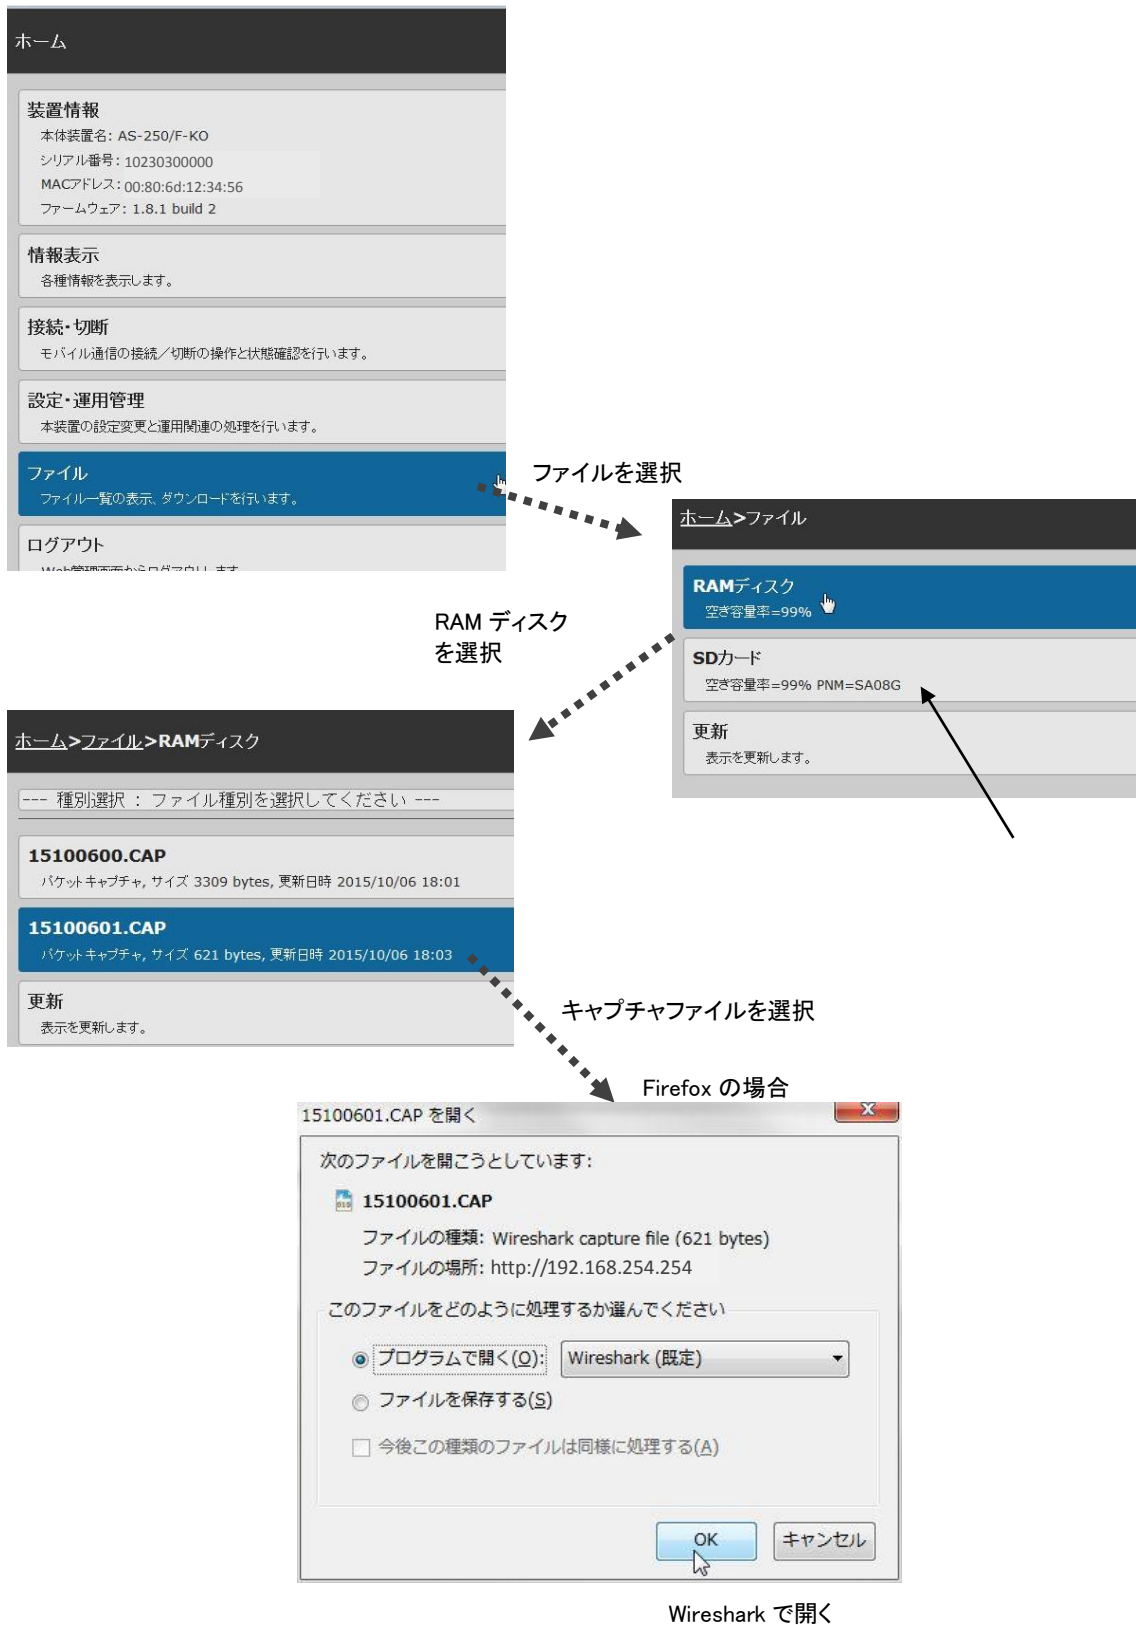 ホーム
装置情報
本体装置名: AS-250/F-KO
シリアル番号: 10230300000
MACアドレス: 00:80:6d:12:34:56
ファームウェア: 1.8.1 build 2
情報表示
各種情報を表示します。
接続・切断
モバイル通信の接続／切断の操作と状態確認を行います。
設定・運用管理
本装置の設定変更と運用関連の処理を行います。
ファイル
ファイル一覧の表示、ダウンロードを行います。
ログアウト
Web管理画面からログアウトします
ファイルを選択
ホーム>ファイル
RAMディスク
空き容量率=99%
SDカード
空き容量率=99% PNM=SA08G
更新
表示を更新します。
RAM ディスク
を選択
ホーム>ファイル>RAMディスク
--- 種別選択 : ファイル種別を選択してください ---
15100600.CAP
パケットキャプチャ, サイズ 3309 bytes, 更新日時 2015/10/06 18:01
15100601.CAP
パケットキャプチャ, サイズ 621 bytes, 更新日時 2015/10/06 18:03
更新
表示を更新します。
キャプチャファイルを選択
Firefox の場合
15100601.CAP を開く
次のファイルを開こうとしています:
15100601.CAP
ファイルの種類: Wireshark capture file (621 bytes)
ファイルの場所: http://192.168.254.254
このファイルをどのように処理するか選んでください
プログラムで開く(O): Wireshark (既定)
ファイルを保存する(S)
今後この種類のファイルは同様に処理する(A)
OK キャンセル
Wireshark で開く